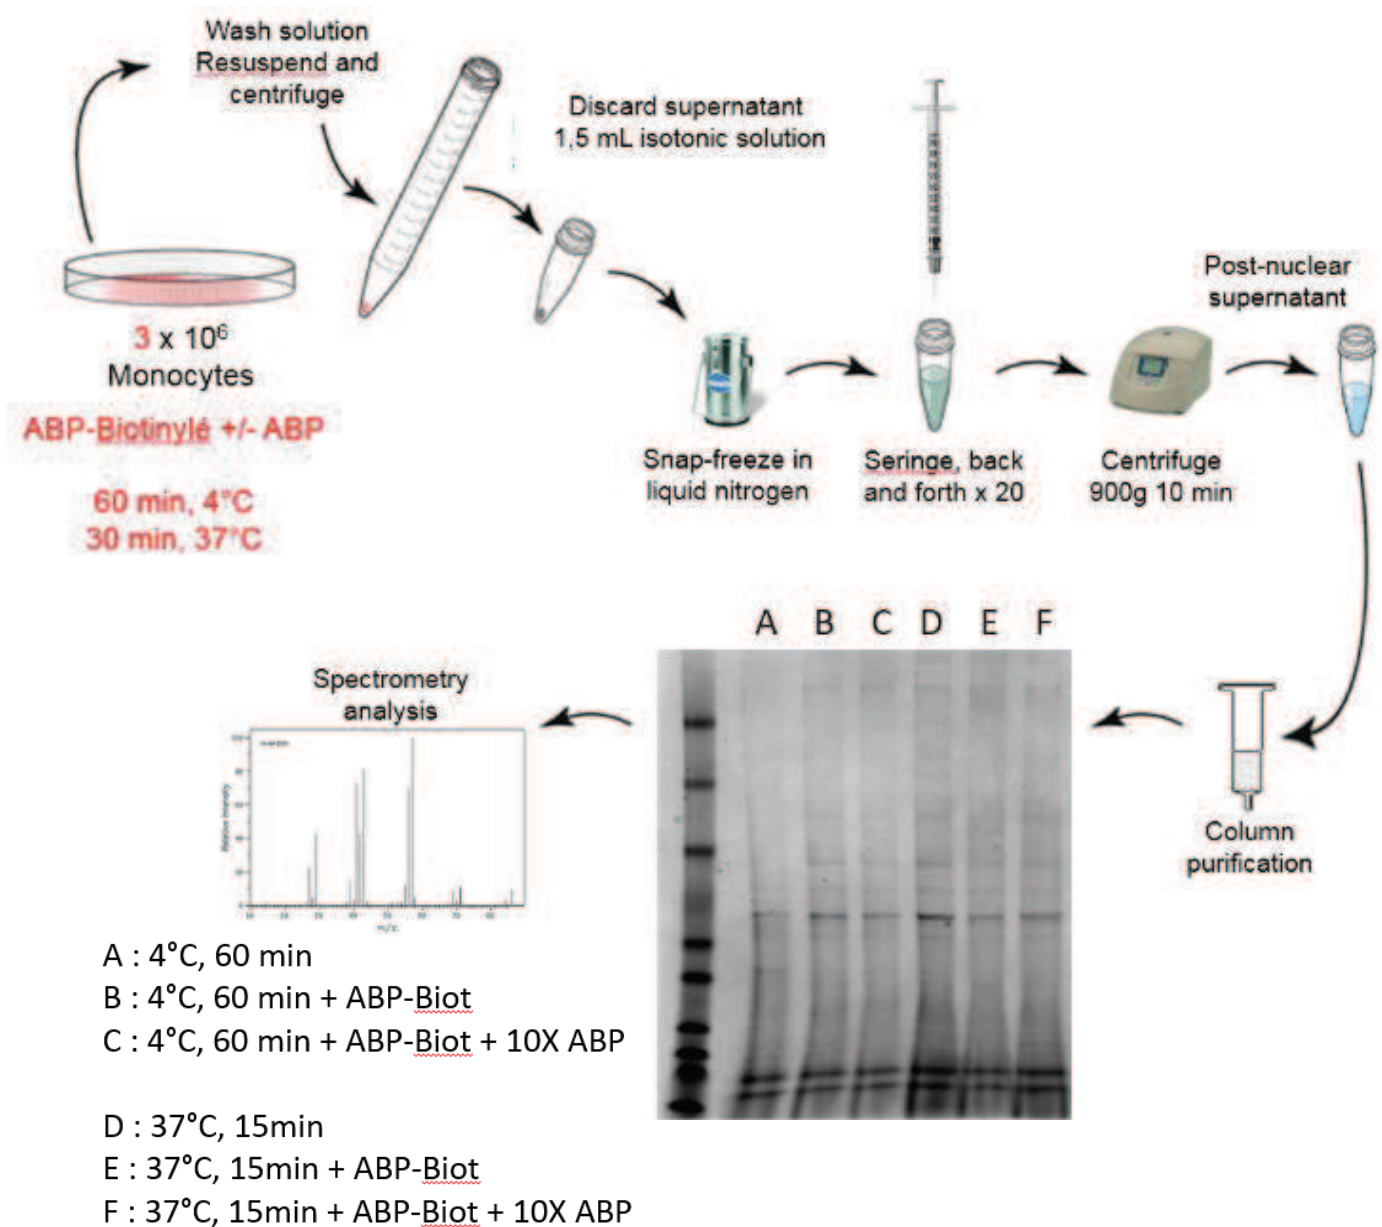 Wash solution
Resuspend and
centrifuge
Discard supernatant
1.5 mL isotonic solution
3 x 10⁶
Monocytes
ABP-Biotinylé +/- ABP
60 min, 4°C
30 min, 37°C
Snap-freeze in
liquid nitrogen
Seringe, back
and forth x 20
Centrifuge
900g 10 min
Post-nuclear
supernatant
Column
purification
A B C D E F
Spectrometry
analysis
Relative Intensity
m/z
A : 4°C, 60 min
B : 4°C, 60 min + ABP-Biot
C : 4°C, 60 min + ABP-Biot + 10X ABP
D : 37°C, 15min
E : 37°C, 15min + ABP-Biot
F : 37°C, 15min + ABP-Biot + 10X ABP